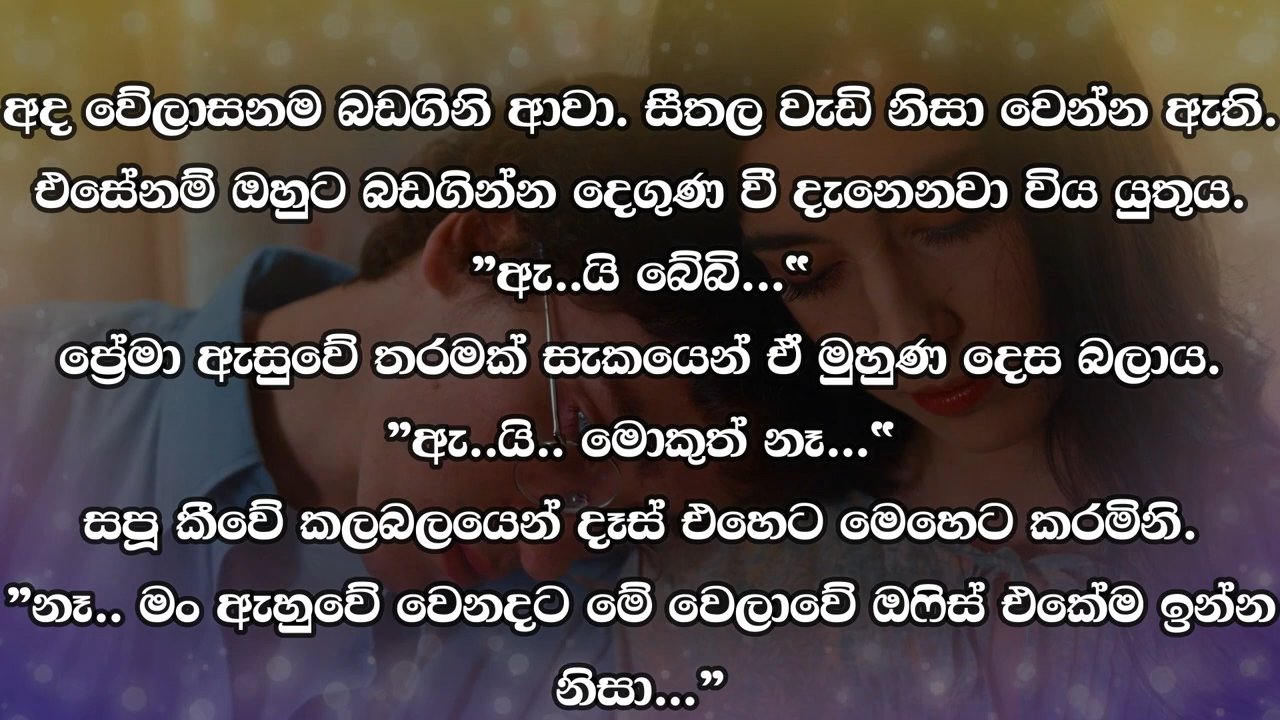 අද වේලාසනම බඩගිනි ආවා. සීතල වැඩි නිසා වෙන්න ඇති.
එසේනම් ඔහුට බඩගින්න දෙගුණ වී දැනෙනවා විය යුතුය.
”ඇ..යි බේබි...“
ප්‍රේමා ඇසුවේ තරමක් සැකයෙන් ඒ මුහුණ දෙස බලාය.
”ඇ..යි.. මොකුත් නෑ...“
සපූ කීවේ කලබලයෙන් දෑස් එහෙට මෙහෙට කරමිනි.
”නෑ.. මං ඇහුවේ වෙනදට මේ වෙලාවේ ඔෆිස් එකේම ඉන්න
නිසා...”